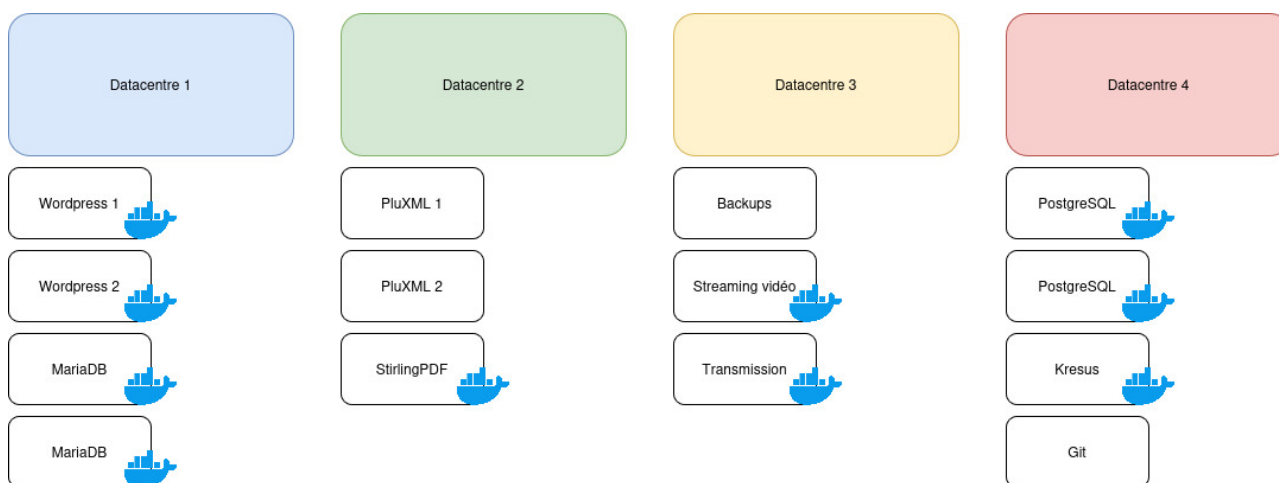 Datacentre 1
Datacentre 2
Datacentre 3
Datacentre 4
Wordpress 1
PluXML 1
Backups
PostgreSQL
Wordpress 2
PluXML 2
Streaming vidéo
PostgreSQL
MariaDB
StirlingPDF
Transmission
Kresus
MariaDB
Git